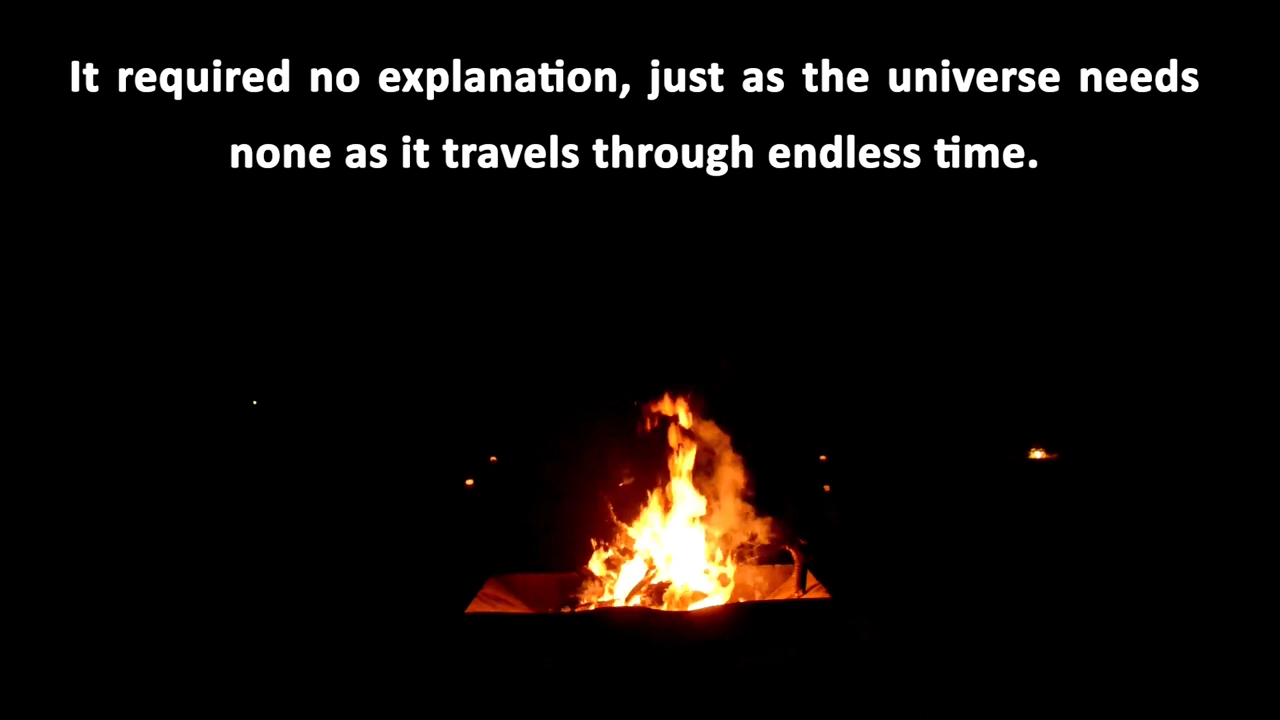 It required no explanation, just as the universe needs
none as it travels through endless time.